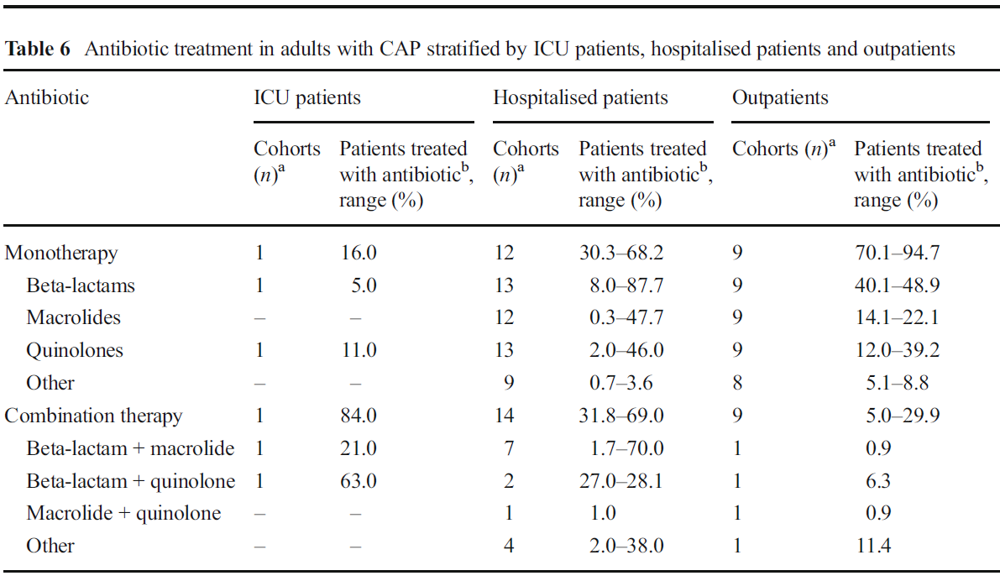 Table 6 Antibiotic treatment in adults with CAP stratified by ICU patients, hospitalised patients and outpatients
Antibiotic ICU patients Hospitalised patients Outpatients
Cohorts (n)a Patients treated with antibioticb, range (%) Cohorts (n)a Patients treated with antibioticb, range (%) Cohorts (n)a Patients treated with antibioticb, range (%)
Monotherapy 1 16.0 12 30.3–68.2 9 70.1–94.7
Beta-lactams 1 5.0 13 8.0–87.7 9 40.1–48.9
Macrolides – – 12 0.3–47.7 9 14.1–22.1
Quinolones 1 11.0 13 2.0–46.0 9 12.0–39.2
Other – – 9 0.7–3.6 8 5.1–8.8
Combination therapy 1 84.0 14 31.8–69.0 9 5.0–29.9
Beta-lactam + macrolide 1 21.0 7 1.7–70.0 1 0.9
Beta-lactam + quinolone 1 63.0 2 27.0–28.1 1 6.3
Macrolide + quinolone – – 1 1.0 1 0.9
Other – – 4 2.0–38.0 1 11.4